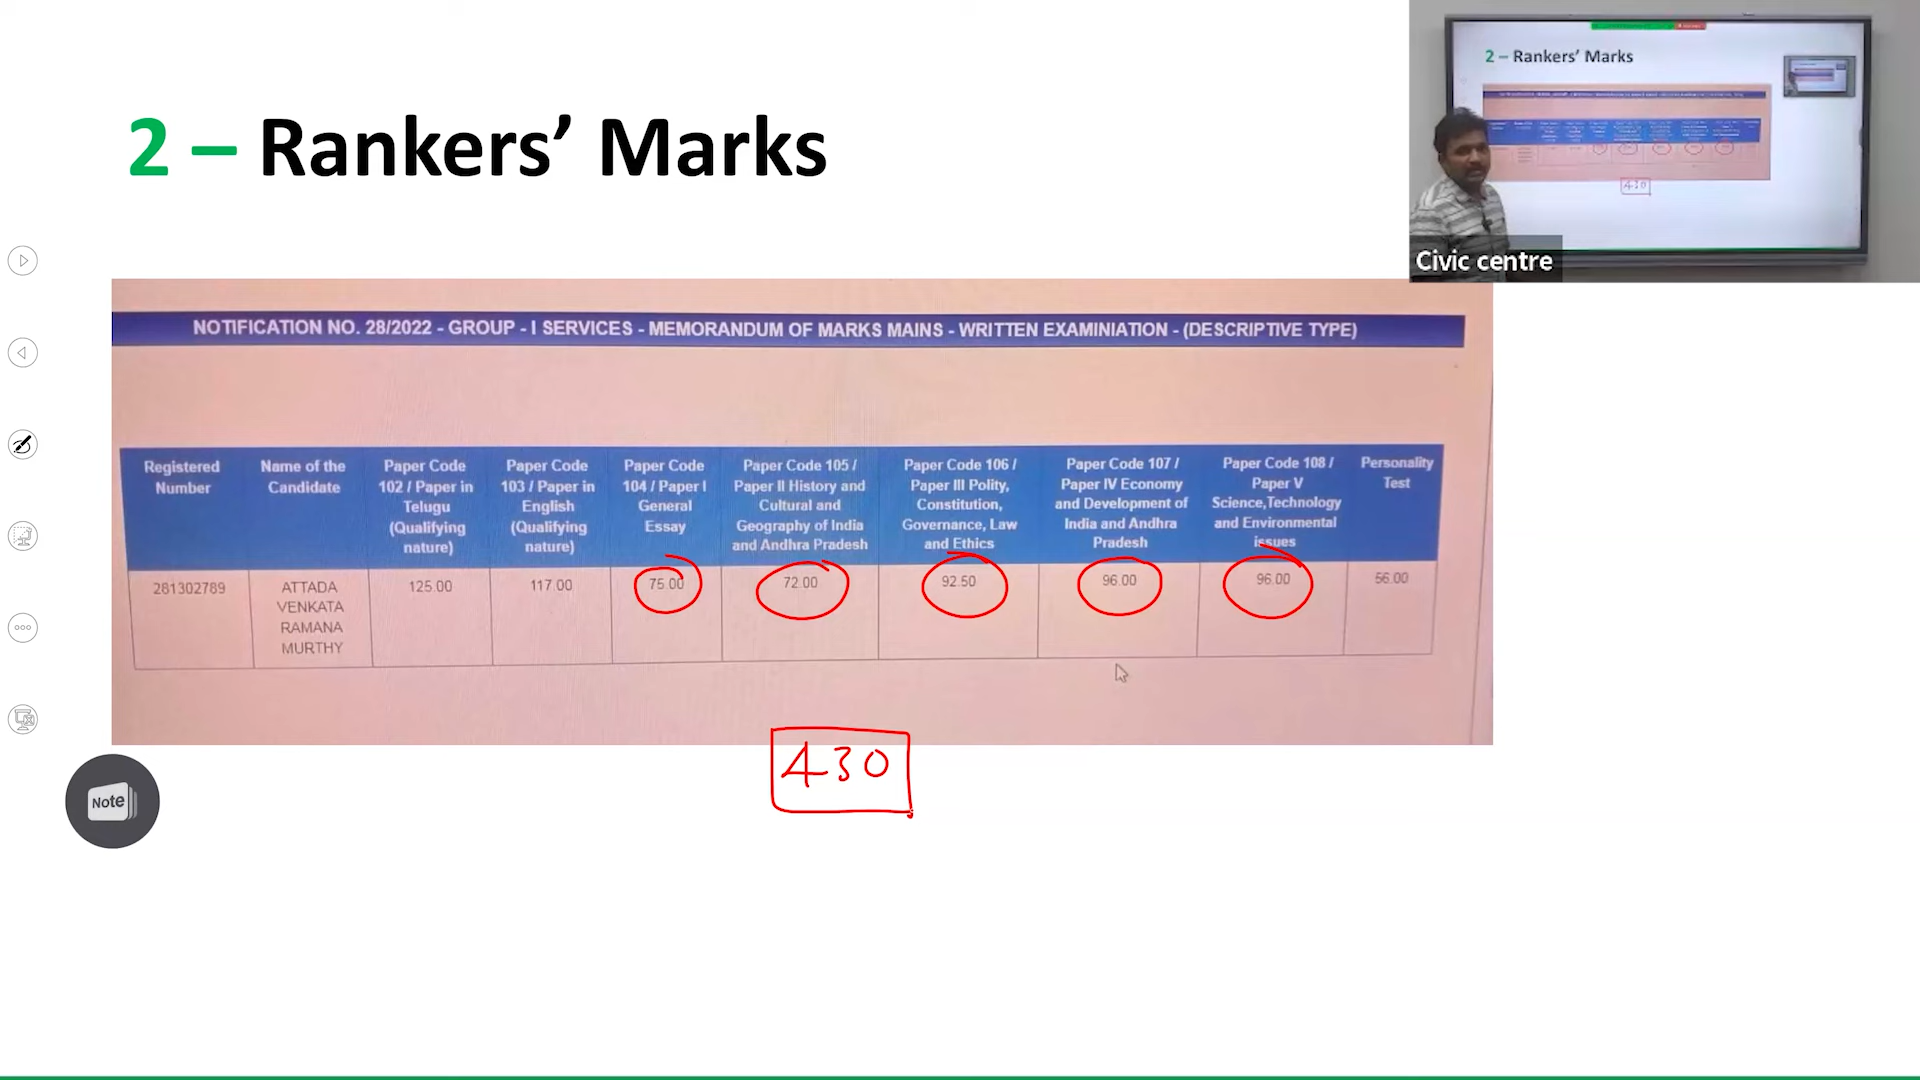 2 – Rankers’ Marks
2 – Rankers’ Marks
430
Civic centre
NOTIFICATION NO. 28/2022 - GROUP - I SERVICES - MEMORANDUM OF MARKS MAINS - WRITTEN EXAMINIATION - (DESCRIPTIVE TYPE)
Registered
Number
Name of the
Candidate
Paper Code
102 / Paper in
Telugu
(Qualifying
nature)
Paper Code
103 / Paper in
English
(Qualifying
nature)
Paper Code
104 / Paper I
General
Essay
Paper Code 105 /
Paper II History and
Cultural and
Geography of India
and Andhra Pradesh
Paper Code 106 /
Paper III Polity,
Constitution,
Governance, Law
and Ethics
Paper Code 107 /
Paper IV Economy
and Development of
India and Andhra
Pradesh
Paper Code 108 /
Paper V
Science,Technology
and Environmental
issues
Personality
Test
281302789
ATTADA
VENKATA
RAMANA
MURTHY
125.00
117.00
75.00
72.00
92.50
96.00
96.00
56.00
430
Note